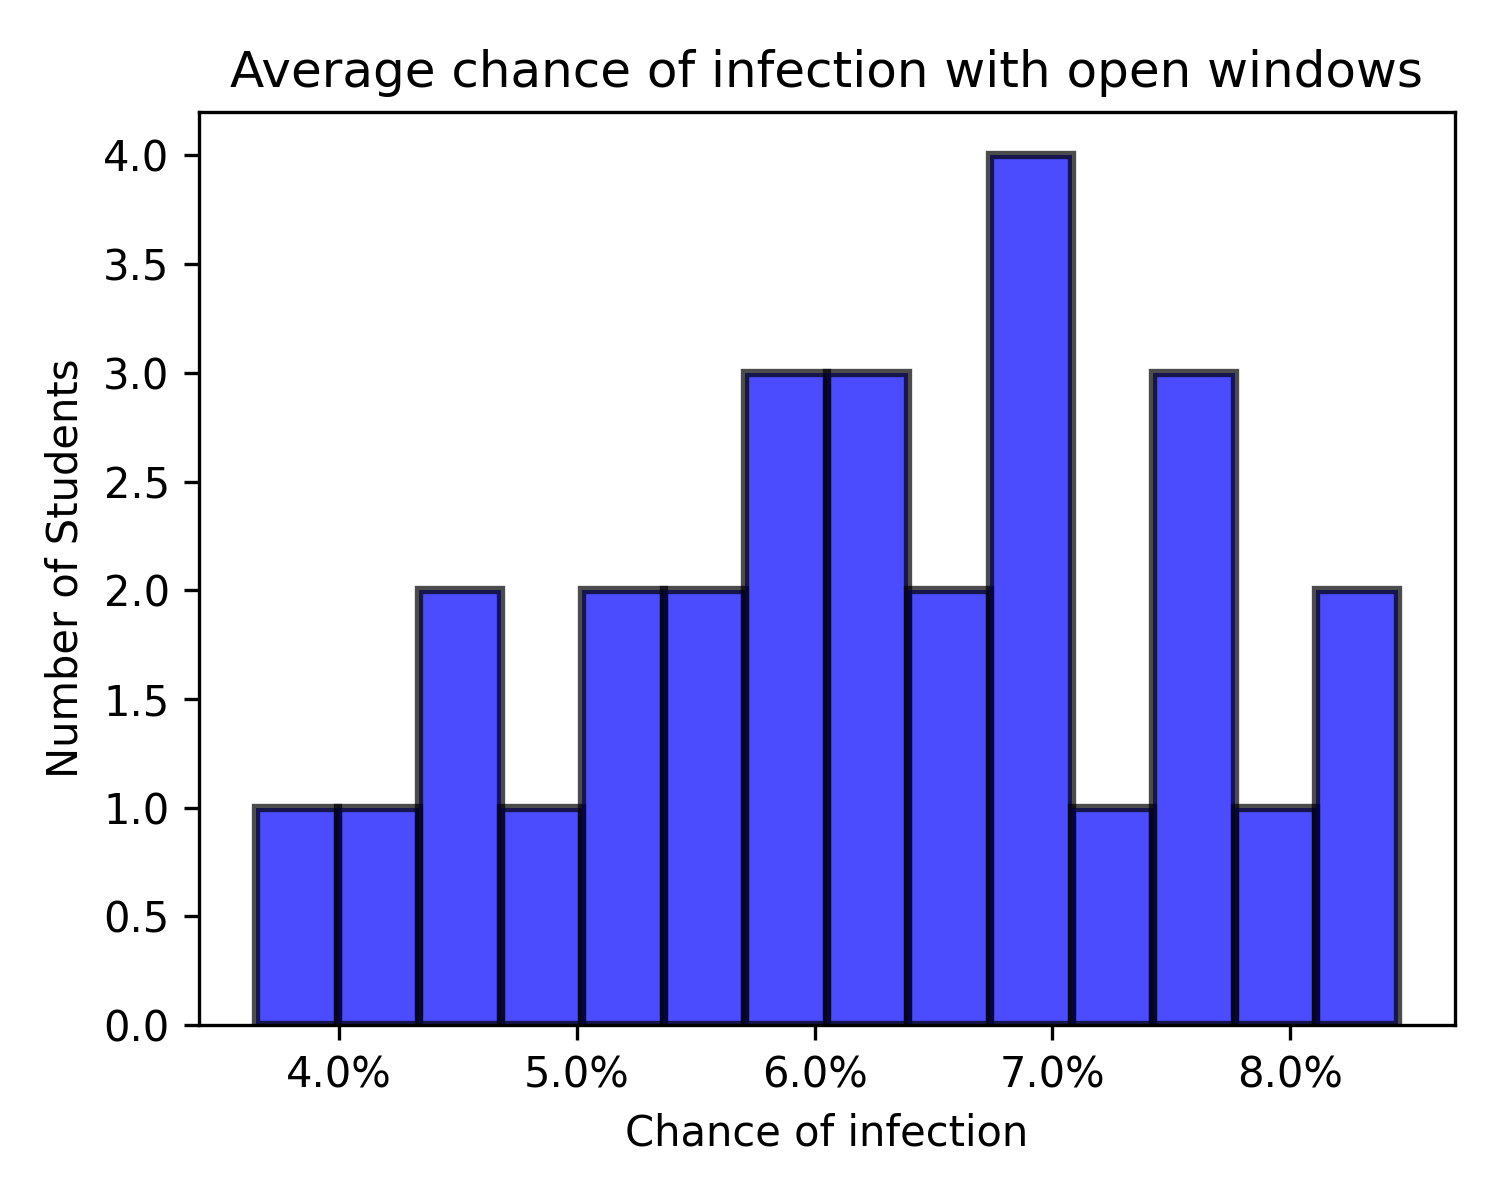 Average chance of infection with open windows
4.0
3.5
3.0
2.5
2.0
1.5
1.0
0.5
0.0
Number of Students
4.0% 5.0% 6.0% 7.0% 8.0%
Chance of infection